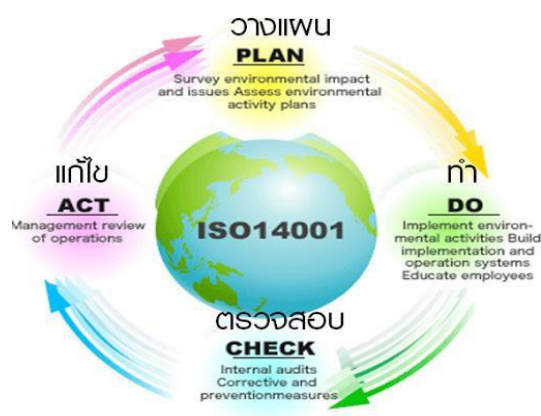 วางแผน
PLAN
Survey environmental impact
and issues Assess environmental
activity plans
แก้ไข
ACT
Management review
of operations
ISO14001
ทำ
DO
Implement environ-
mental activities Build
implementation and
operation systems
Educate employees
ตรวจสอบ
CHECK
Internal audits
Corrective and
preventionmeasures